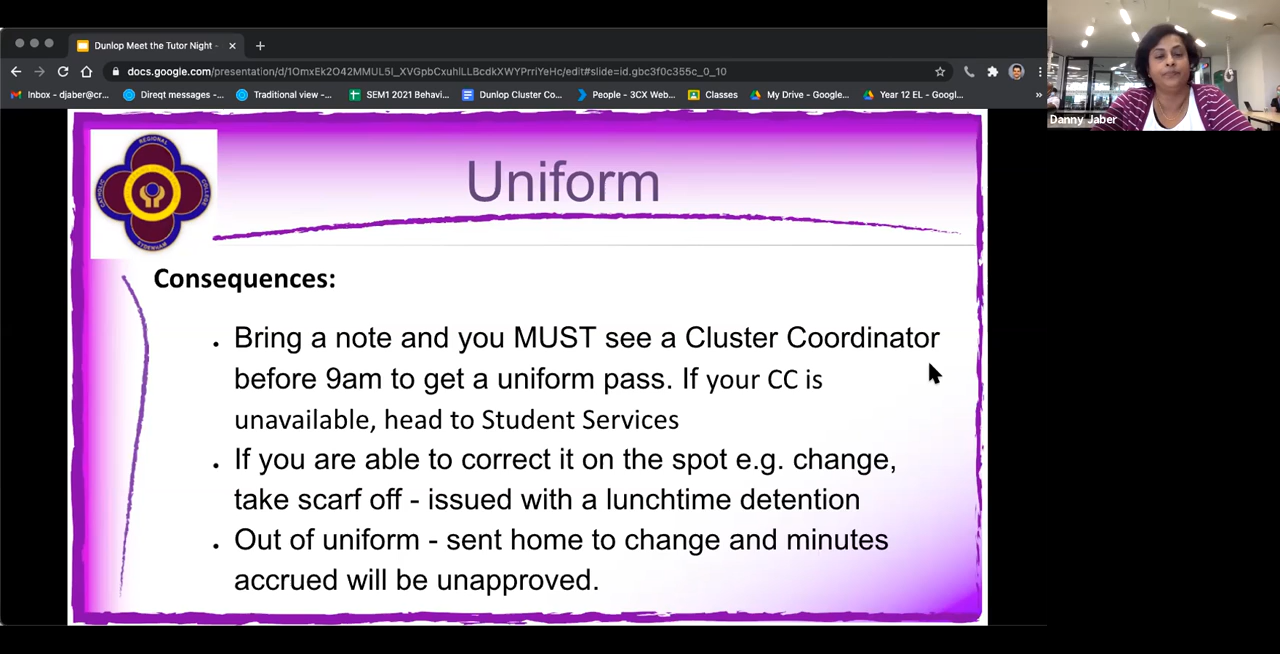 Dunlop Meet the Tutor Night -
docs.google.com/presentation/d/1OmxEk2O42MMUL5l_XVGpbCxuhlLLBcdkXWYPrriYeHc/edit#slide=id.gbc3f0c355c_0_10
Inbox - djaber@cr... Direqt messages -... Traditional view -... SEM1 2021 Behavi... Dunlop Cluster Co... People - 3CX Web... Classes My Drive - Google... Year 12 EL - Googl... »
Danny Jaber
REGIONAL
CATHOLIC
COLLEGE
SYDENHAM
Uniform
Consequences:
• Bring a note and you MUST see a Cluster Coordinator
before 9am to get a uniform pass. If your CC is
unavailable, head to Student Services
• If you are able to correct it on the spot e.g. change,
take scarf off - issued with a lunchtime detention
• Out of uniform - sent home to change and minutes
accrued will be unapproved.